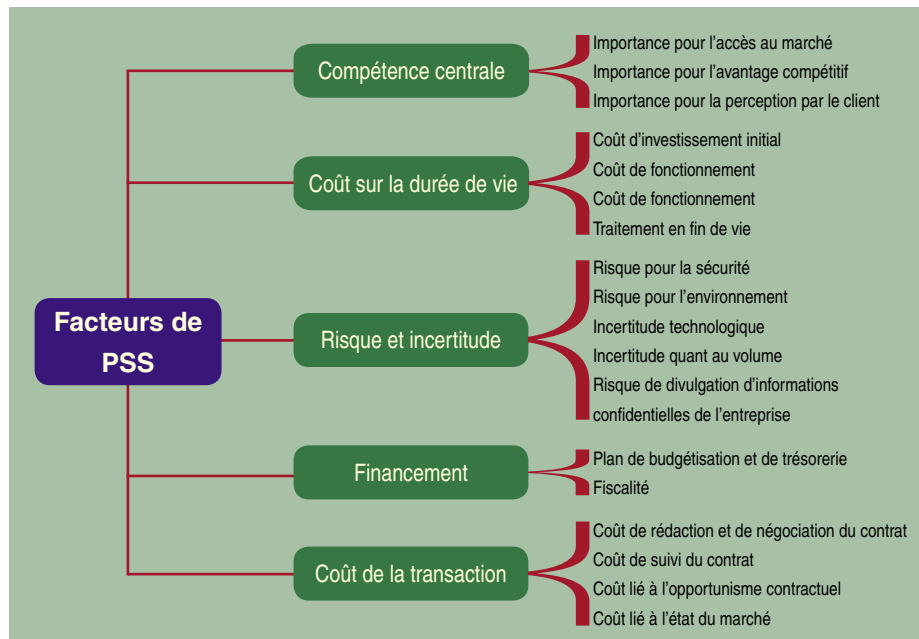 Facteurs de
PSS
Compétence centrale
Importance pour l'accès au marché
Importance pour l'avantage compétitif
Importance pour la perception par le client
Coût sur la durée de vie
Coût d'investissement initial
Coût de fonctionnement
Coût de fonctionnement
Traitement en fin de vie
Risque et incertitude
Risque pour la sécurité
Risque pour l'environnement
Incertitude technologique
Incertitude quant au volume
Risque de divulgation d'informations
confidentielles de l'entreprise
Financement
Plan de budgétisation et de trésorerie
Fiscalité
Coût de la transaction
Coût de rédaction et de négociation du contrat
Coût de suivi du contrat
Coût lié à l'opportunisme contractuel
Coût lié à l'état du marché